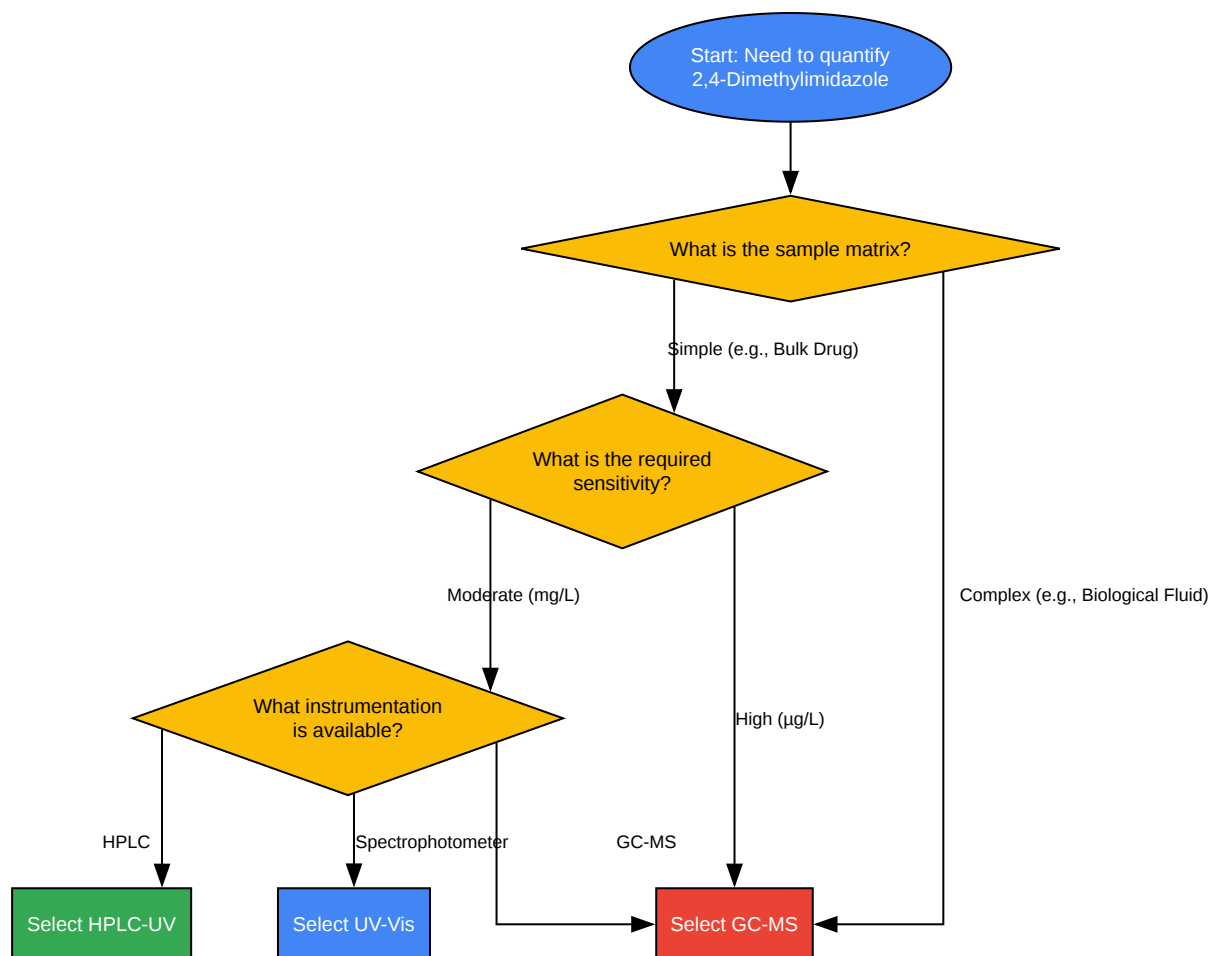 Start: Need to quantify
2,4-Dimethylimidazole
What is the sample matrix?
Simple (e.g., Bulk Drug)
What is the required
sensitivity?
Moderate (mg/L)
Complex (e.g., Biological Fluid)
What instrumentation
is available?
High (µg/L)
HPLC
Spectrophotometer
GC-MS
Select HPLC-UV
Select UV-Vis
Select GC-MS